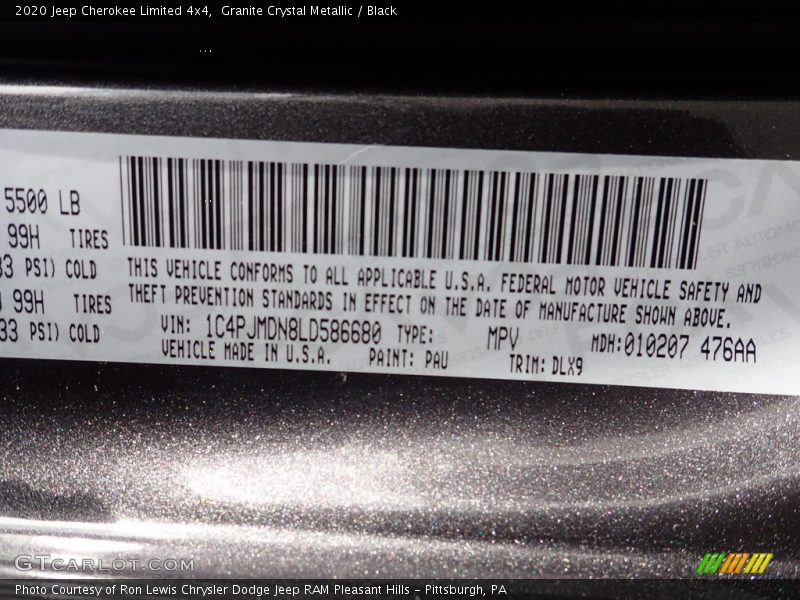 2020 Jeep Cherokee Limited 4x4,  Granite Crystal Metallic / Black
5500 LB
99H TIRES
33 PSI) COLD
99H TIRES
33 PSI) COLD
THIS VEHICLE CONFORMS TO ALL APPLICABLE U.S.A. FEDERAL MOTOR VEHICLE SAFETY AND
THEFT PREVENTION STANDARDS IN EFFECT ON THE DATE OF MANUFACTURE SHOWN ABOVE.
VIN: 1C4PJMDN8LD586680 TYPE: MPV MDH:010207 476AA
VEHICLE MADE IN U.S.A. PAINT: PAU TRIM: DLX9
GTCARLOT.COM
Photo Courtesy of Ron Lewis Chrysler Dodge Jeep RAM Pleasant Hills - Pittsburgh, PA